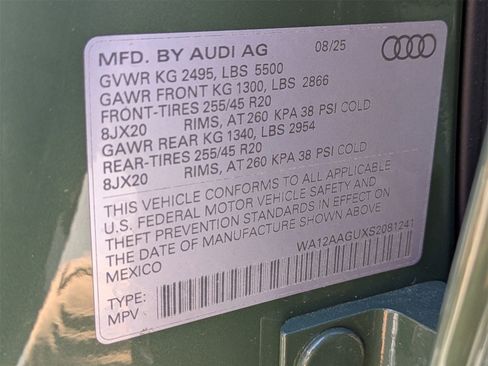 MFD. BY AUDI AG 08/25
GVWR KG 2495, LBS 5500
GAWR FRONT KG 1300, LBS 2866
FRONT-TIRES 255/45 R20
8JX20 RIMS, AT 260 KPA 38 PSI COLD
GAWR REAR KG 1340, LBS 2954
REAR-TIRES 255/45 R20
8JX20 RIMS, AT 260 KPA 38 PSI COLD
THIS VEHICLE CONFORMS TO ALL APPLICABLE
U.S. FEDERAL MOTOR VEHICLE SAFETY AND
THEFT PREVENTION STANDARDS IN EFFECT ON
THE DATE OF MANUFACTURE SHOWN ABOVE.
MEXICO WA12AAGUXS2081241
TYPE:
MPV